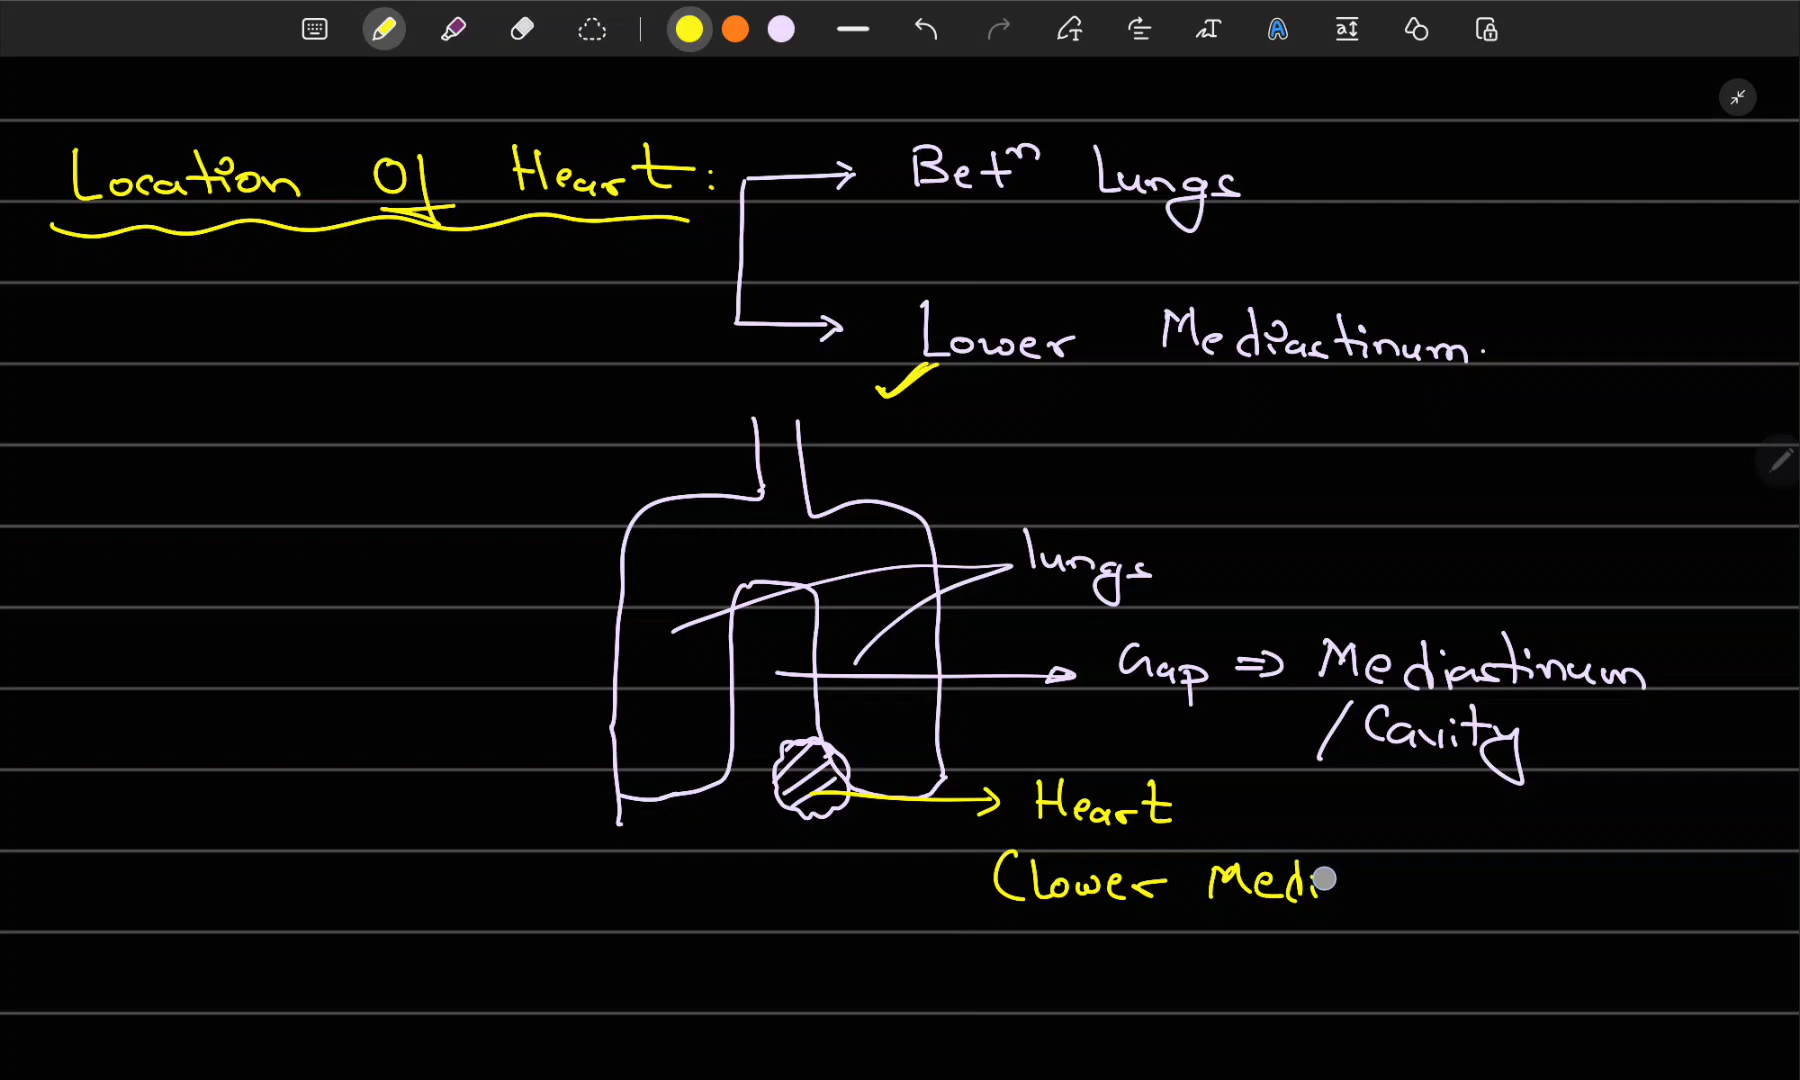 Location Of Heart :
Betⁿ Lungs
Lower Mediastinum.
lungs
Gap ⇒ Mediastinum
/ Cavity
Heart
(lower Medi